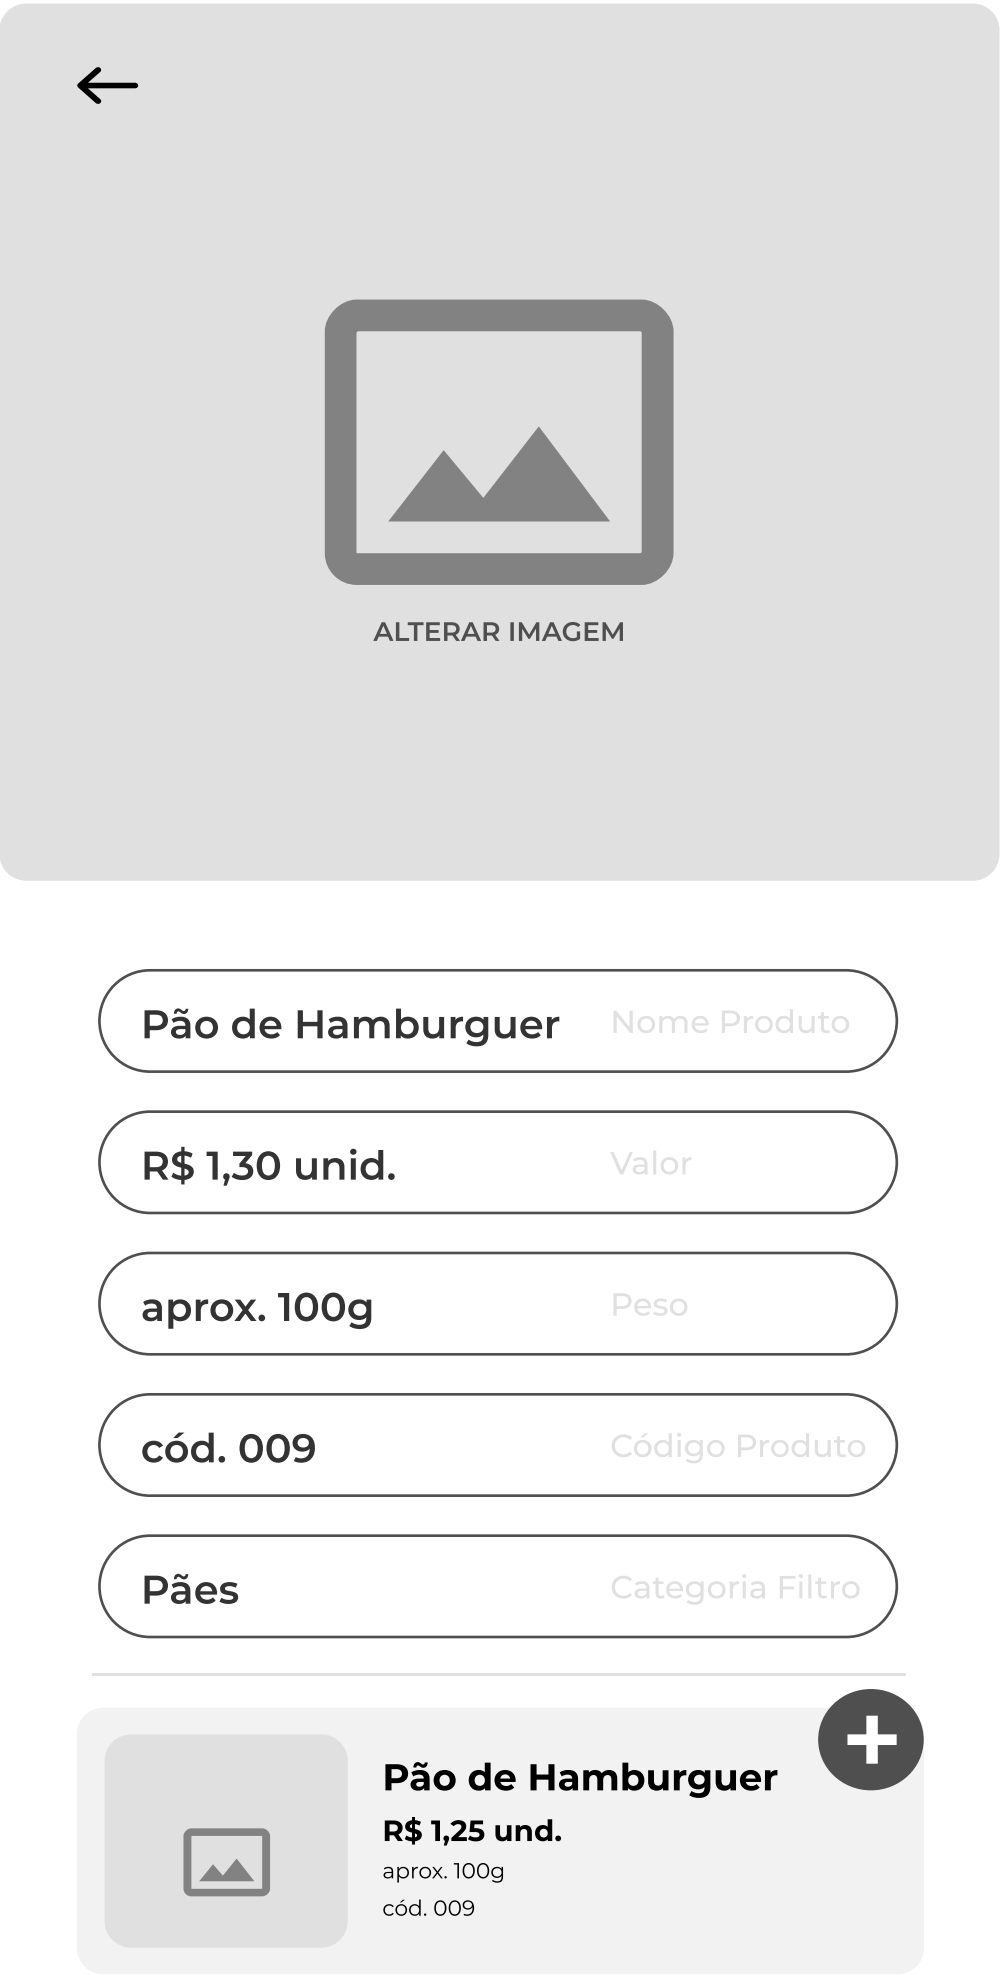 ALTERAR IMAGEM
Pão de Hamburguer Nome Produto
R$ 1,30 unid. Valor
aprox. 100g Peso
cód. 009 Código Produto
Pães Categoria Filtro
Pão de Hamburguer
R$ 1,25 und.
aprox. 100g
cód. 009